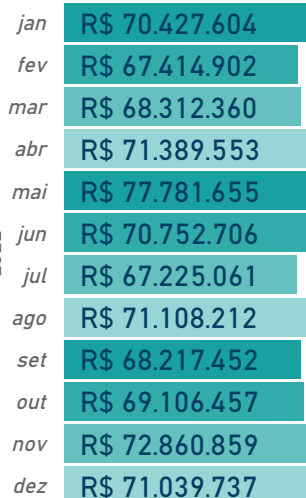 jan R$ 70.427.604
fev R$ 67.414.902
mar R$ 68.312.360
abr R$ 71.389.553
mai R$ 77.781.655
jun R$ 70.752.706
jul R$ 67.225.061
ago R$ 71.108.212
set R$ 68.217.452
out R$ 69.106.457
nov R$ 72.860.859
dez R$ 71.039.737